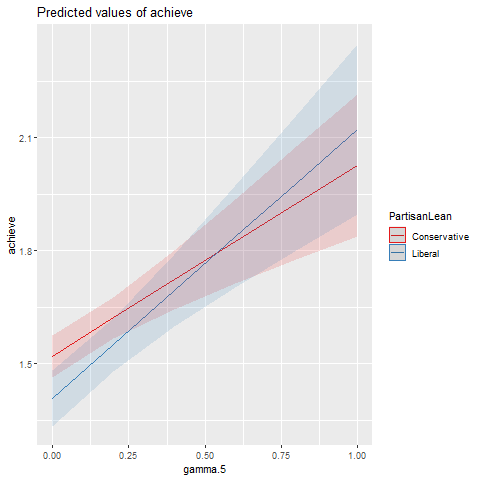 Predicted values of achieve
2.1
1.8
1.5
achieve
0.00 0.25 0.50 0.75 1.00
gamma.5
PartisanLean
Conservative
Liberal